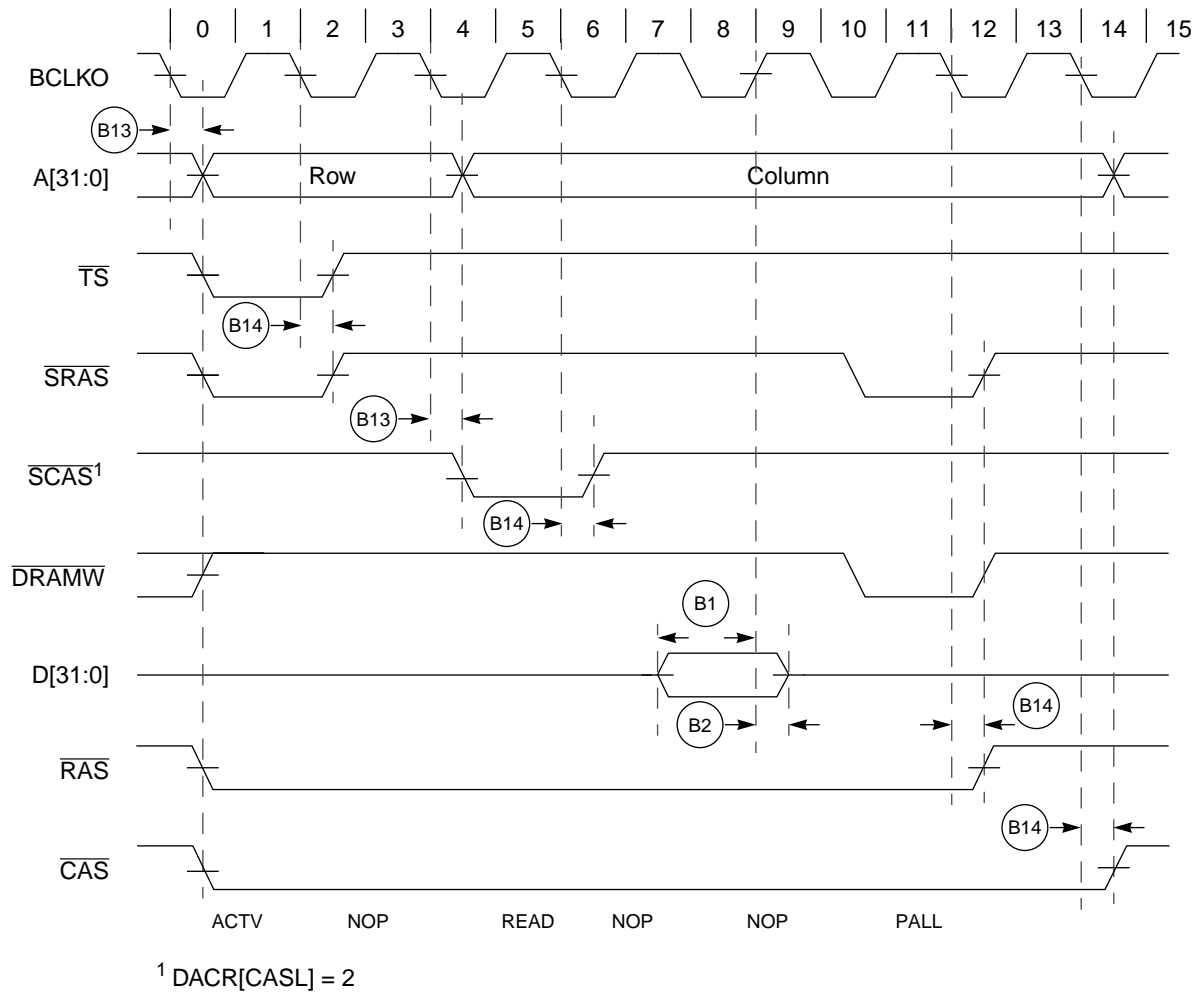 0 1 2 3 4 5 6 7 8 9 10 11 12 13 14 15
BCLKO
B13
A[31:0] Row Column
TS
B14
SRAS
B13
SCAS1
B14
DRAMW
B1
D[31:0]
B2 B14
RAS
B14
CAS
ACTV NOP READ NOP NOP PALL
1 DACR[CASL] = 2